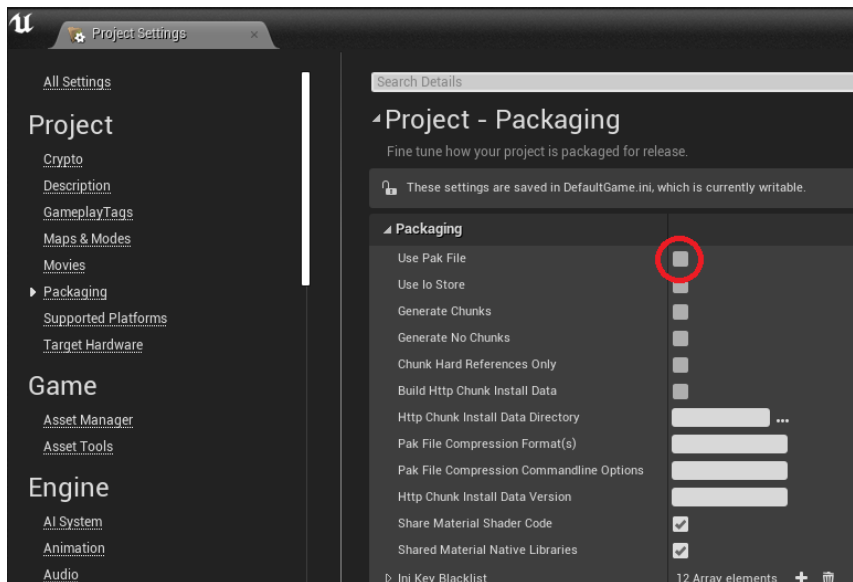 Project Settings
All Settings
Project
Crypto
Description
GameplayTags
Maps & Modes
Movies
Packaging
Supported Platforms
Target Hardware
Game
Asset Manager
Asset Tools
Engine
AI System
Animation
Audio
Search Details
Project - Packaging
Fine tune how your project is packaged for release.
These settings are saved in DefaultGame.ini, which is currently writable.
Packaging
Use Pak File
Use Io Store
Generate Chunks
Generate No Chunks
Chunk Hard References Only
Build Http Chunk Install Data
Http Chunk Install Data Directory
...
Pak File Compression Format(s)
Pak File Compression Commandline Options
Http Chunk Install Data Version
Share Material Shader Code
Shared Material Native Libraries
Ini Key Blacklist 12 Array elements